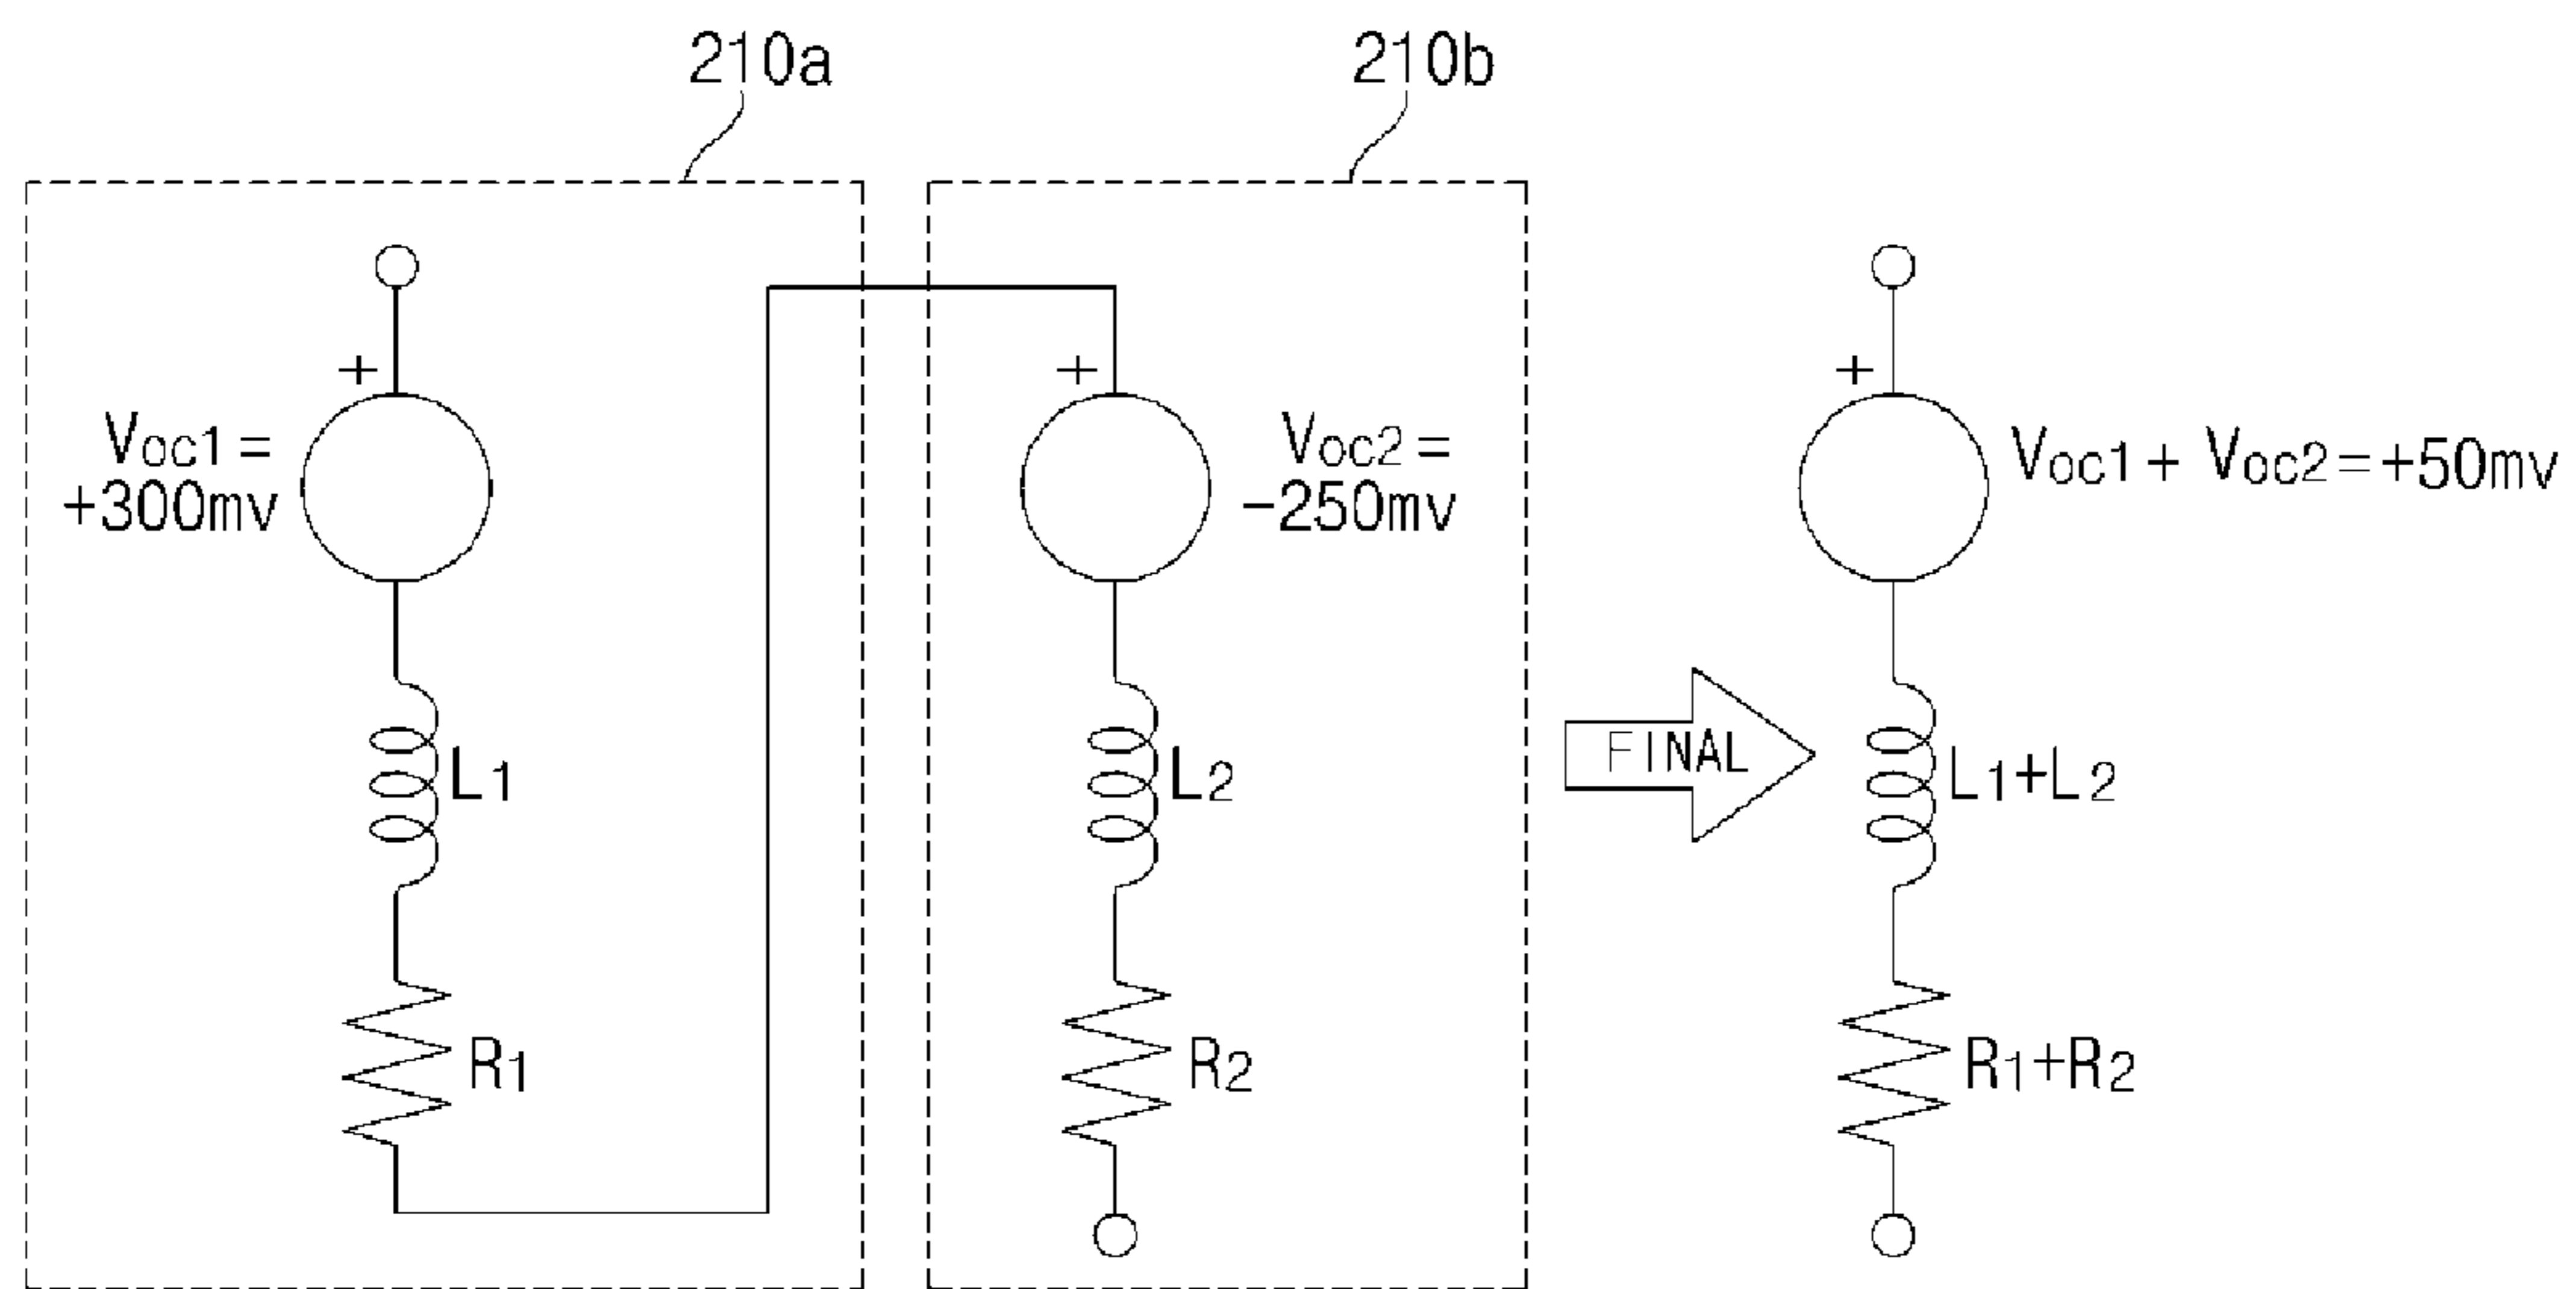 210a
210b
+
+
+
Voc1 =
+300mv
Voc2 =
-250mv
Voc1 + Voc2 = +50mv
FINAL
L1
L2
L1+L2
R1
R2
R1+R2